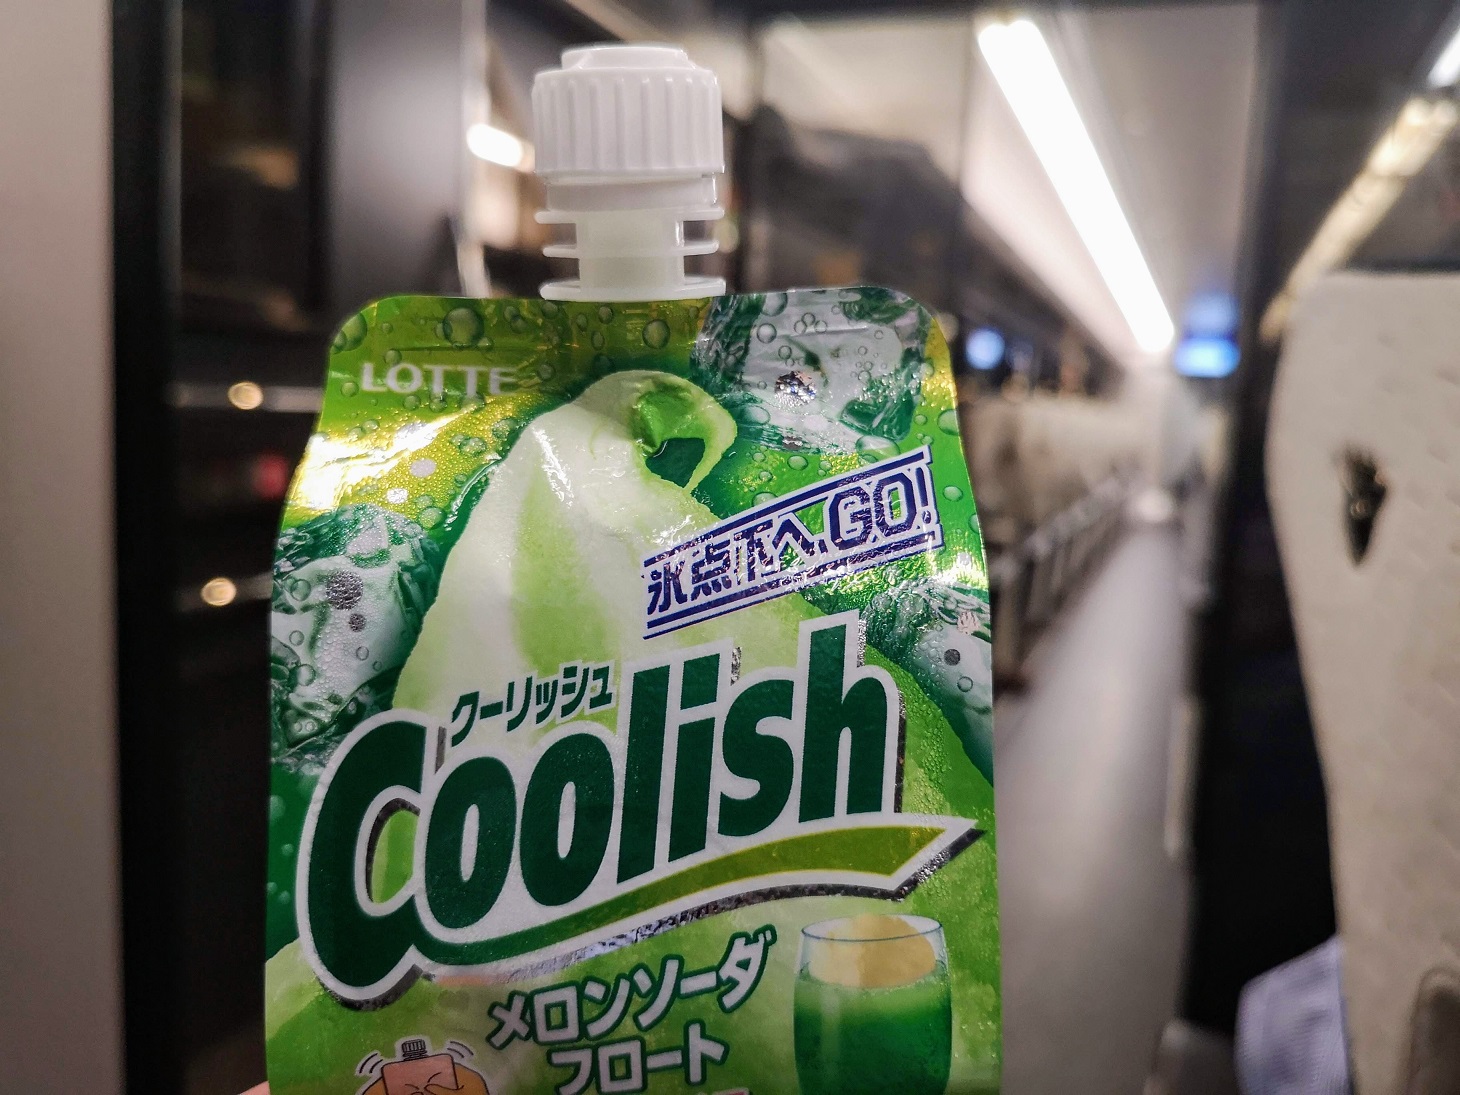 LOTTE
氷点下へGO!
クーリッシュ
Coolish
メロンソーダ
フロート